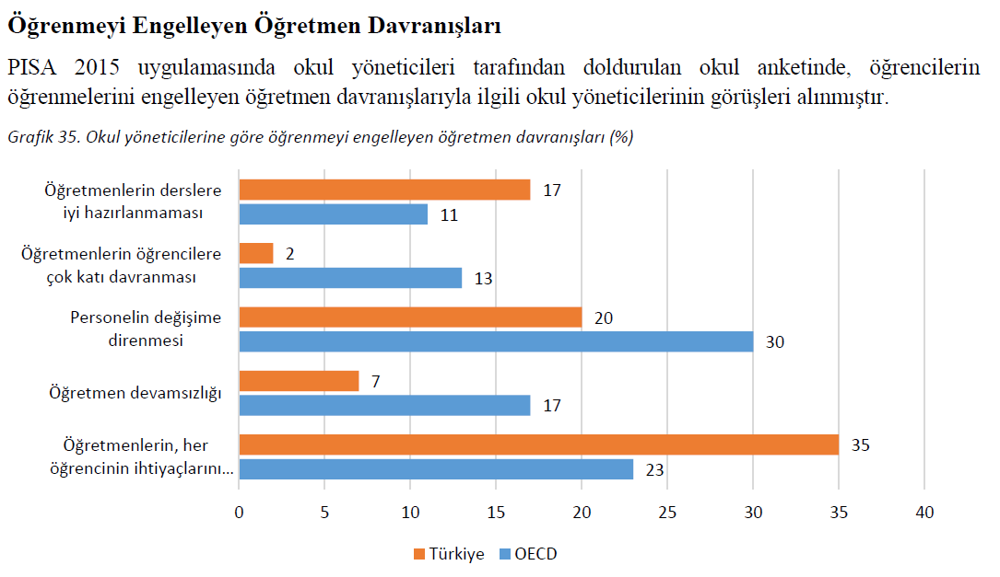 Öğrenmeyi Engelleyen Öğretmen Davranışları
PISA 2015 uygulamasında okul yöneticileri tarafından doldurulan okul anketinde, öğrencilerin
öğrenmelerini engelleyen öğretmen davranışlarıyla ilgili okul yöneticilerinin görüşleri alınmıştır.
Grafik 35. Okul yöneticilerine göre öğrenmeyi engelleyen öğretmen davranışları (%)
Öğretmenlerin derslere
iyi hazırlanmaması
17
11
Öğretmenlerin öğrencilere
çok katı davranması
2
13
Personelin değişime
direnmesi
20
30
Öğretmen devamsızlığı
7
17
Öğretmenlerin, her
öğrencinin ihtiyaçlarını...
35
23
0 5 10 15 20 25 30 35 40
Türkiye OECD